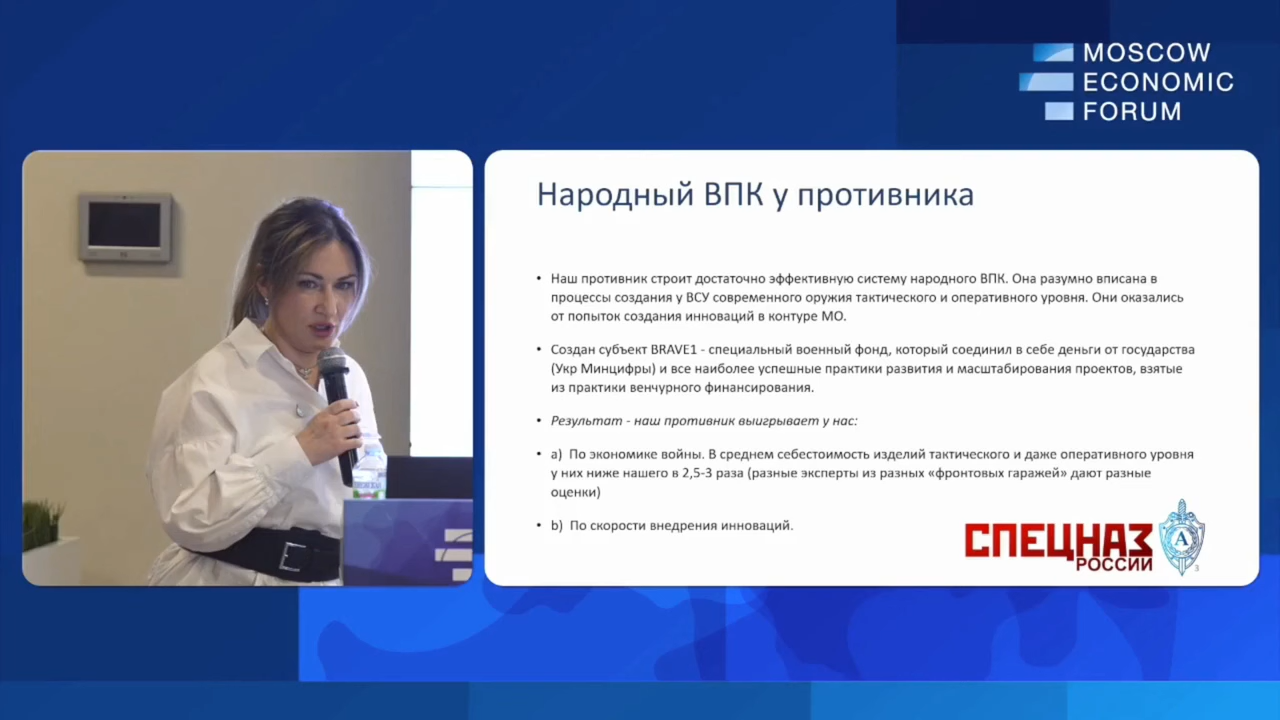 MOSCOW
ECONOMIC
FORUM
Народный ВПК у противника
• Наш противник строит достаточно эффективную систему народного ВПК. Она разумно вписана в
процессы создания у ВСУ современного оружия тактического и оперативного уровня. Они оказались
от попыток создания инноваций в контуре МО.
• Создан субъект BRAVE1 - специальный военный фонд, который соединил в себе деньги от государства
(Укр Минцифры) и все наиболее успешные практики развития и масштабирования проектов, взятые
из практики венчурного финансирования.
• Результат - наш противник выигрывает у нас:
• a) По экономике войны. В среднем себестоимость изделий тактического и даже оперативного уровня
у них ниже нашего в 2,5-3 раза (разные эксперты из разных «фронтовых гаражей» дают разные
оценки)
• b) По скорости внедрения инноваций.
СПЕЦНАЗ
РОССИИ
А
3